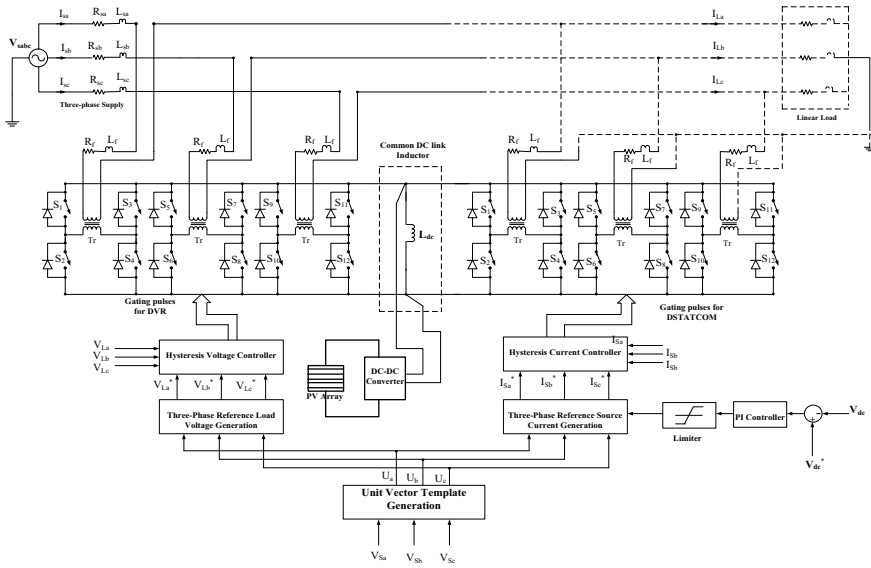 I_sa R_sa L_sa
I_La
V_sabc
I_sb R_sb L_sb
I_Lb
I_sc R_sc L_sc
I_Lc
Three-phase Supply
Linear Load
R_f L_f
R_f L_f
R_f L_f
Common DC link
Inductor
R_f L_f
R_f L_f
R_f L_f
S_1 S_3 S_5 S_7 S_9 S_11
S_1 S_3 S_5 S_7 S_9 S_11
L_dc
Tr Tr Tr
Tr Tr Tr
S_2 S_4 S_6 S_8 S_10 S_12
S_2 S_4 S_6 S_8 S_10 S_12
Gating pulses
for DVR
Gating pulses for
DSTATCOM
V_La
V_Lb
V_Lc
Hysteresis Voltage Controller
Hysteresis Current Controller
I_Sa
I_Sb
I_Sb
V_La* V_Lb* V_Lc*
PV Array
DC-DC
Converter
I_Sa* I_Sb* I_Sc*
Three-Phase Reference Load
Voltage Generation
Three-Phase Reference Source
Current Generation
Limiter
PI Controller
V_dc
V_dc*
U_a U_b U_c
Unit Vector Template
Generation
V_Sa V_Sb V_Sc